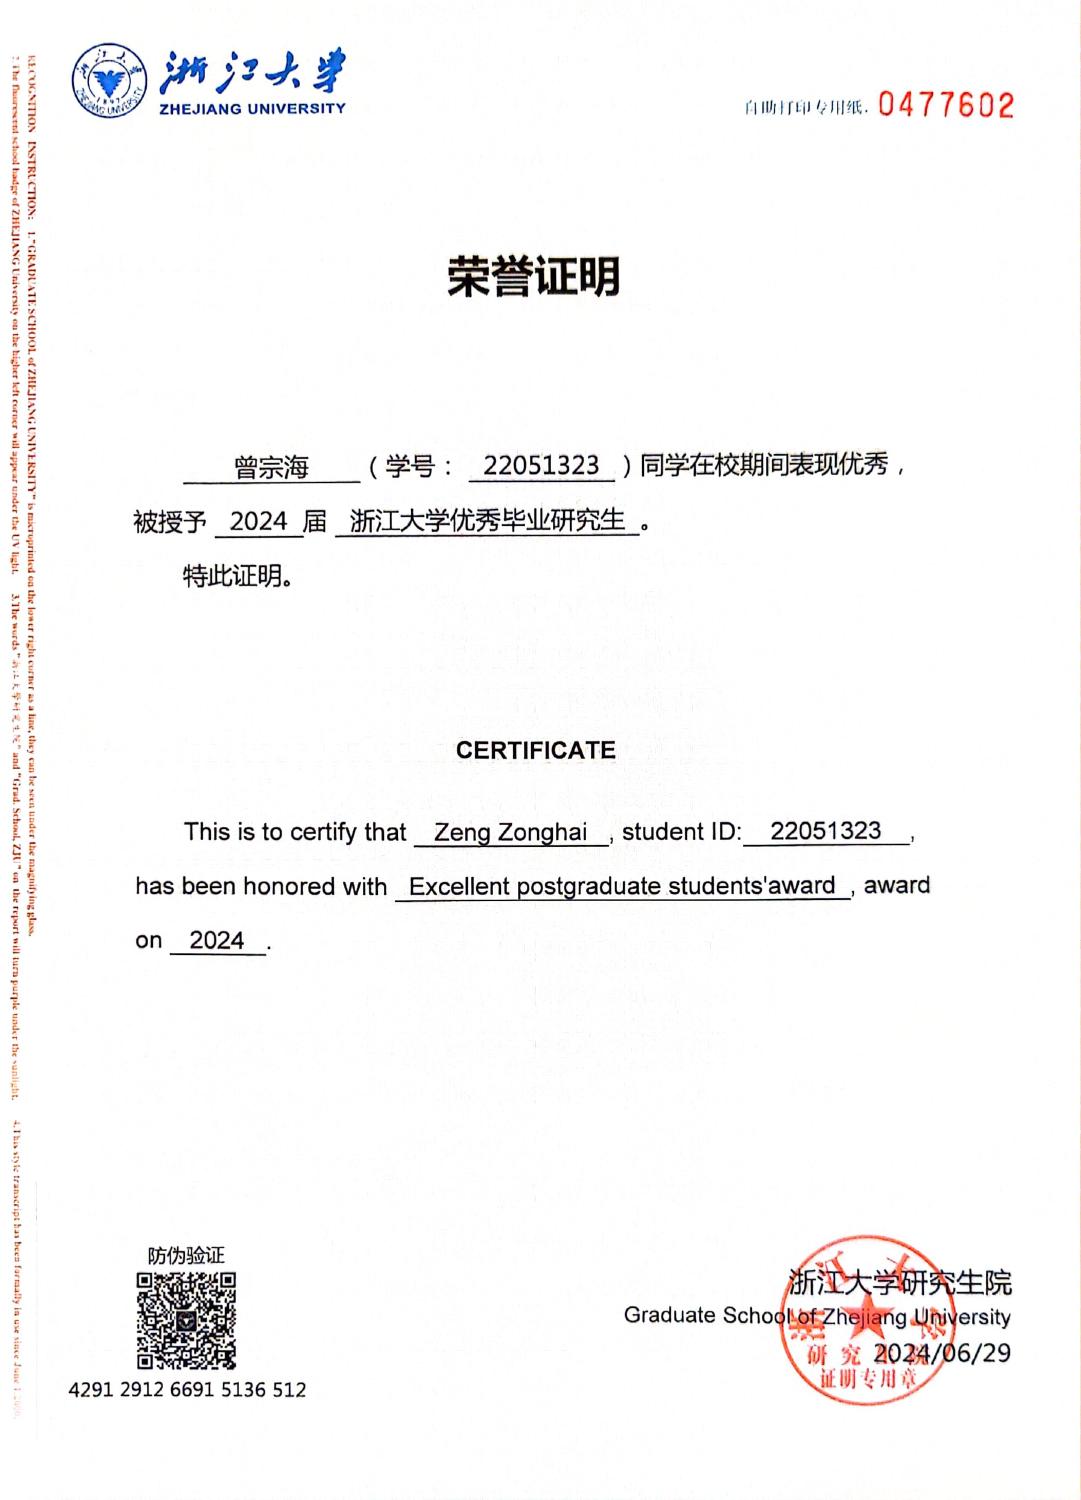 浙江大学
ZHEJIANG UNIVERSITY
自助打印专用纸. 0477602
荣誉证明
曾宗海 （学号： 22051323 ）同学在校期间表现优秀，
被授予 2024 届 浙江大学优秀毕业研究生 。
特此证明。
CERTIFICATE
This is to certify that Zeng Zonghai , student ID: 22051323 ,
has been honored with Excellent postgraduate students'award , award
on 2024 .
防伪验证
4291 2912 6691 5136 512
浙江大学研究生院
Graduate School of Zhejiang University
2024/06/29
浙江大学
研究生院
证明专用章
RECOGNITION INSTRUCTION: 1."GRADUATE SCHOOL of ZHEJIANG UNIVERSITY" is microprinted on the lower right corner as a line, they can be seen under the magnifying glass.
2.The fluorescent school badge of ZHEJIANG University on the higher left corner will appear under the UV light. 3.The words "浙江大学研究生院" and "Grad. School, ZJU" on the report will turn purple under the sunlight. 4.This style transcript has been formally in use since June 1,